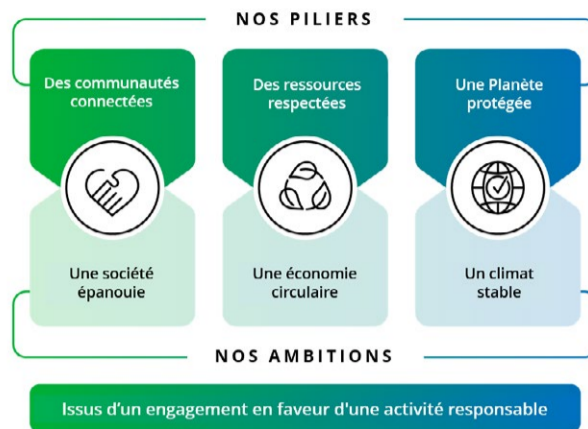 NOS PILIERS
Des communautés
connectées
Des ressources
respectées
Une Planète
protégée
Une société
épanouie
Une économie
circulaire
Un climat
stable
NOS AMBITIONS
Issus d'un engagement en faveur d'une activité responsable